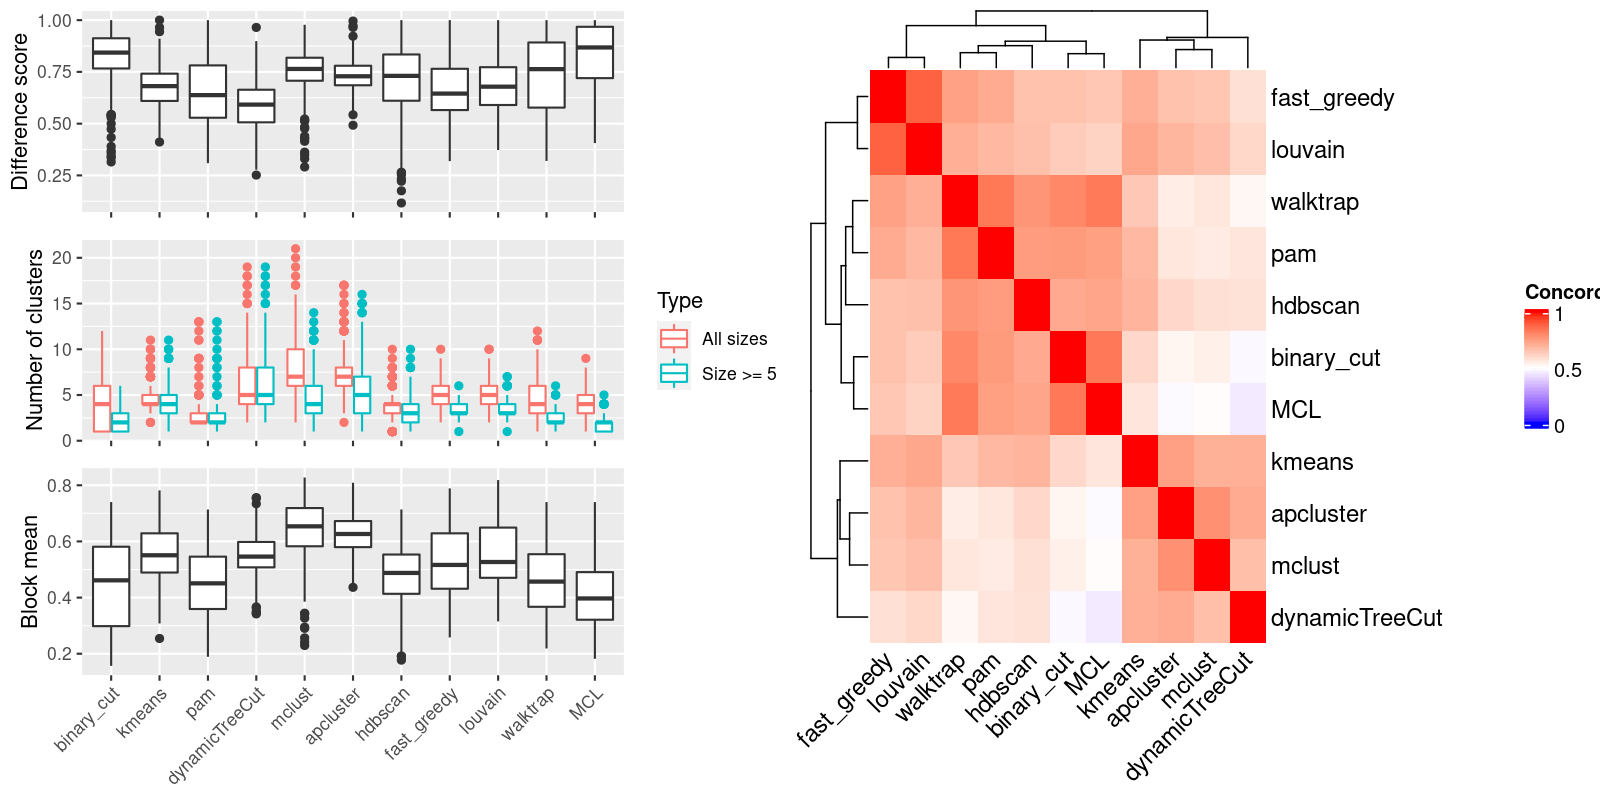 Difference score
1.00
0.75
0.50
0.25
Number of clusters
20
15
10
5
0
Block mean
0.8
0.6
0.4
0.2
binary_cut
kmeans
pam
dynamicTreeCut
mclust
apcluster
hdbscan
fast_greedy
louvain
walktrap
MCL
Type
All sizes
Size >= 5
fast_greedy
louvain
walktrap
pam
hdbscan
binary_cut
MCL
kmeans
apcluster
mclust
dynamicTreeCut
fast_greedy
louvain
walktrap
pam
hdbscan
binary_cut
MCL
kmeans
apcluster
mclust
dynamicTreeCut
Concor
1
0.5
0